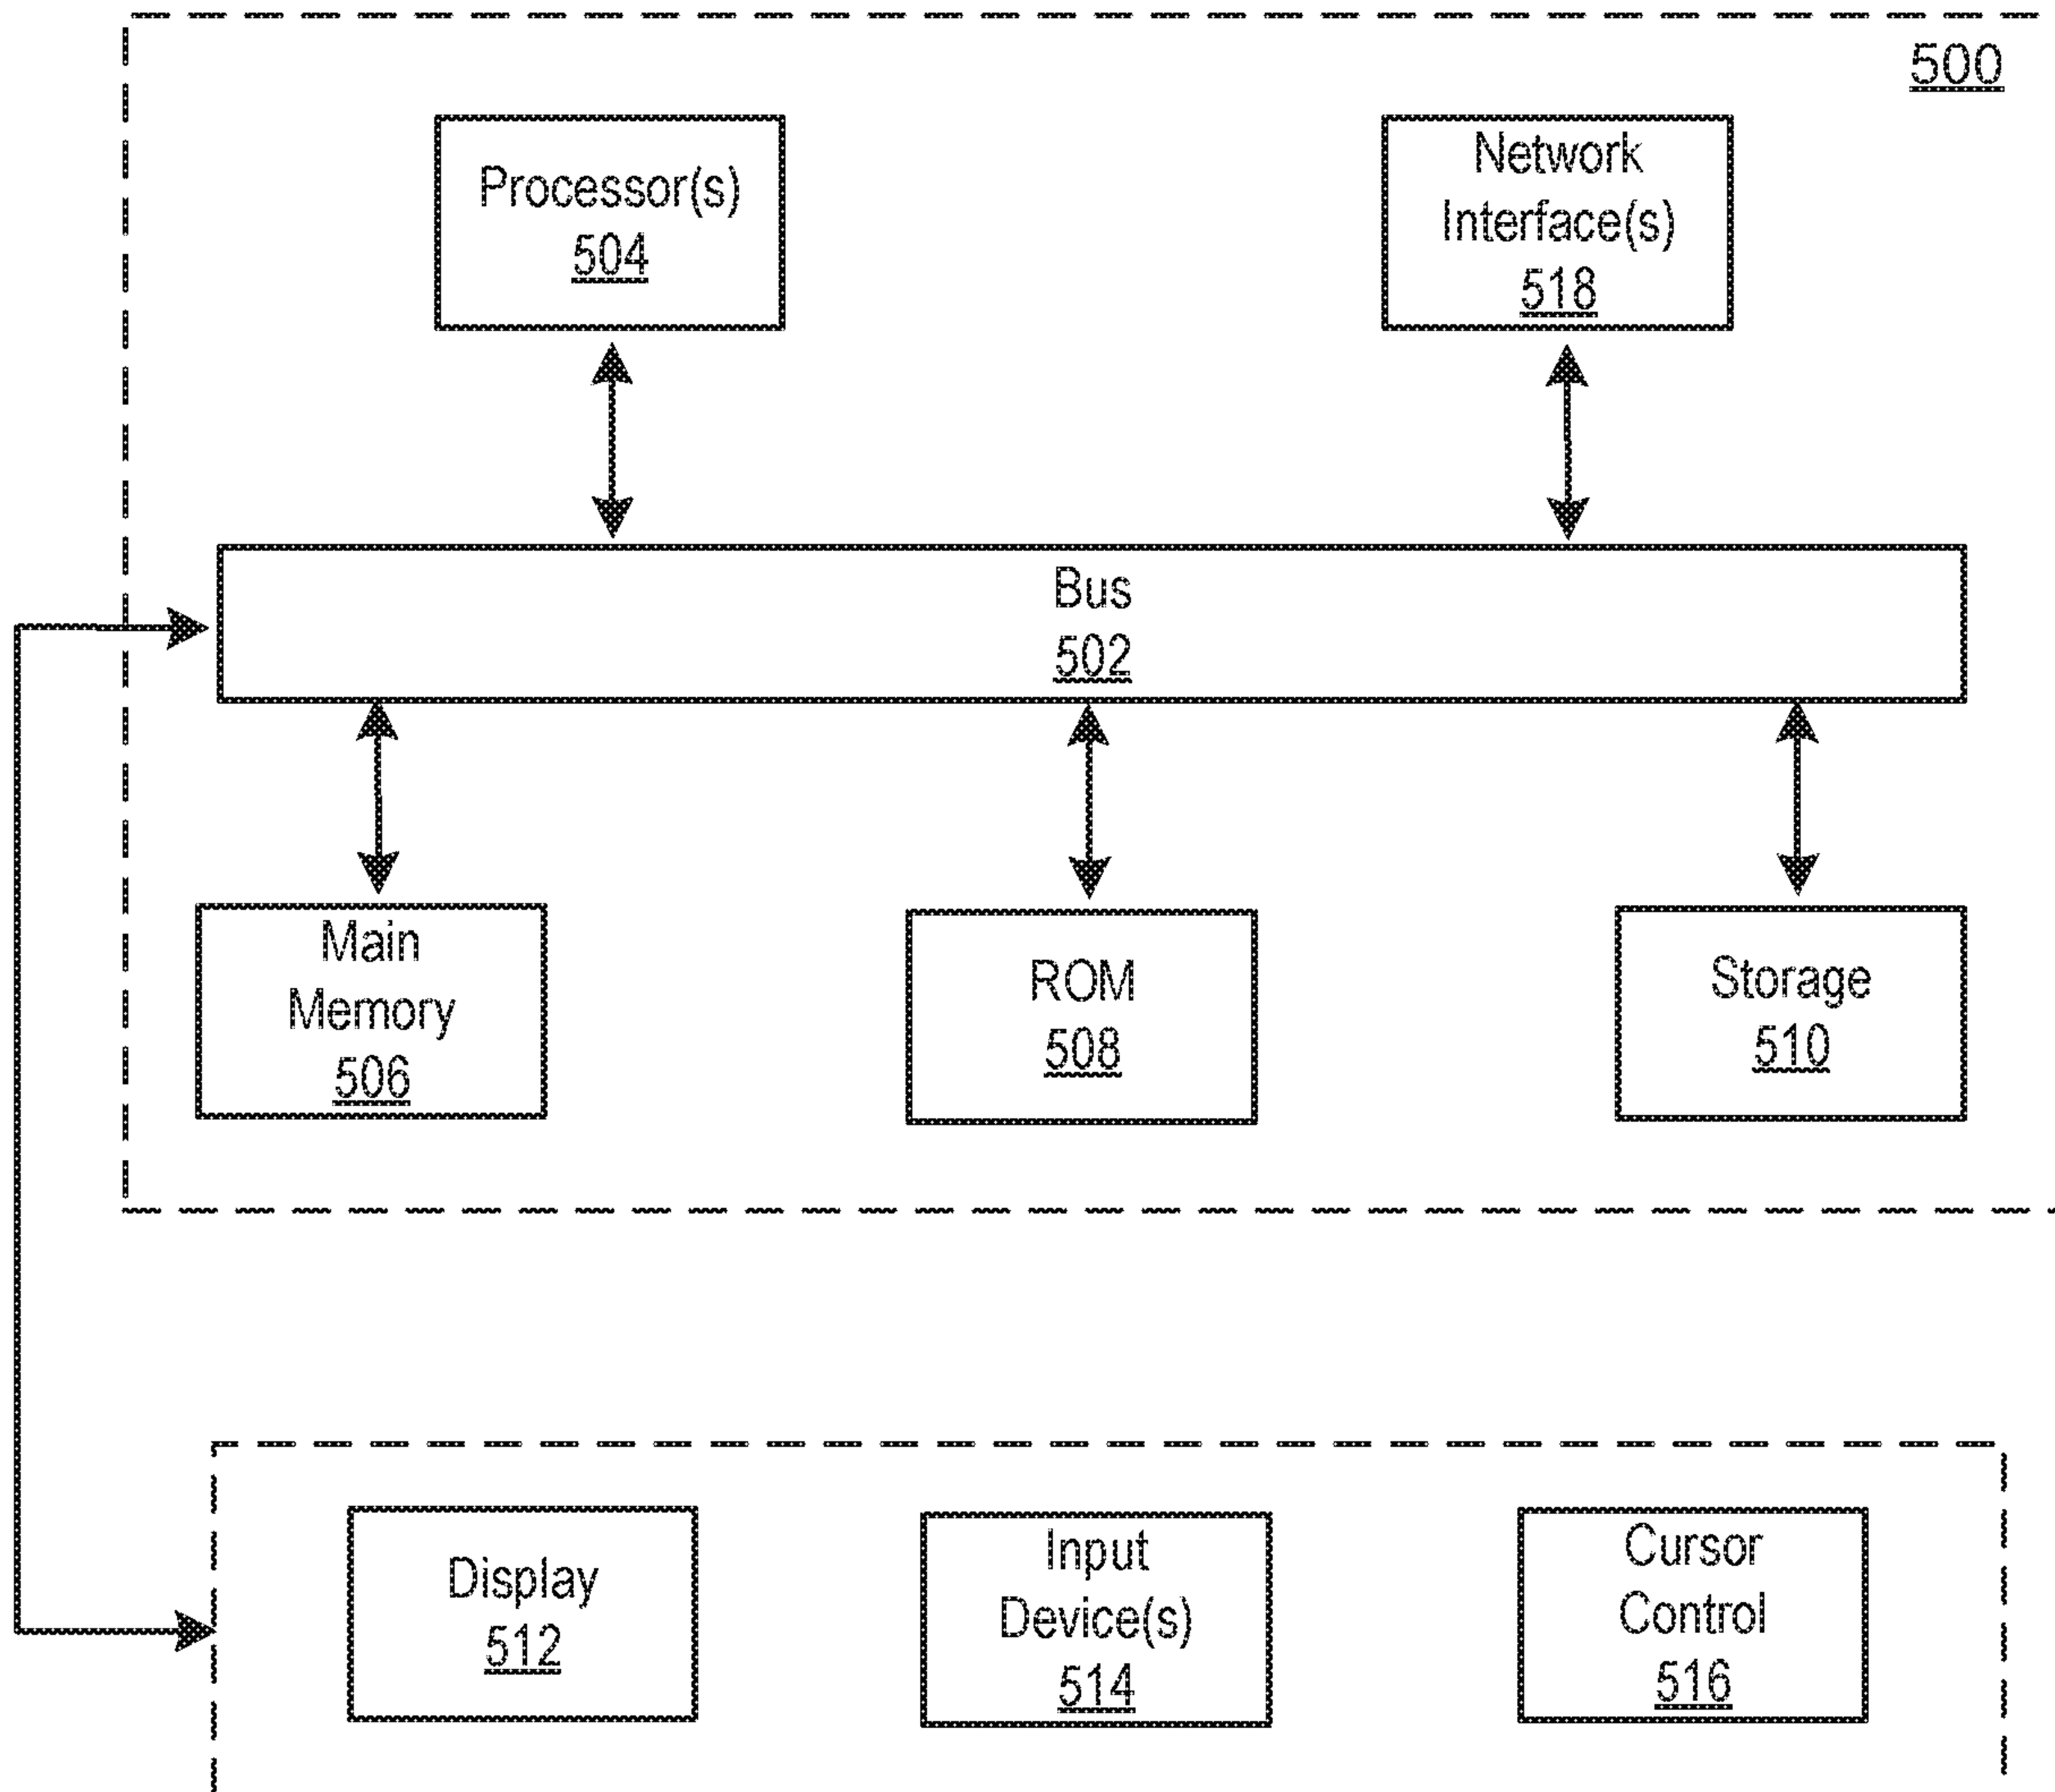 500
Processor(s)
504
Network
Interface(s)
518
Bus
502
Main
Memory
506
ROM
508
Storage
510
Display
512
Input
Device(s)
514
Cursor
Control
516